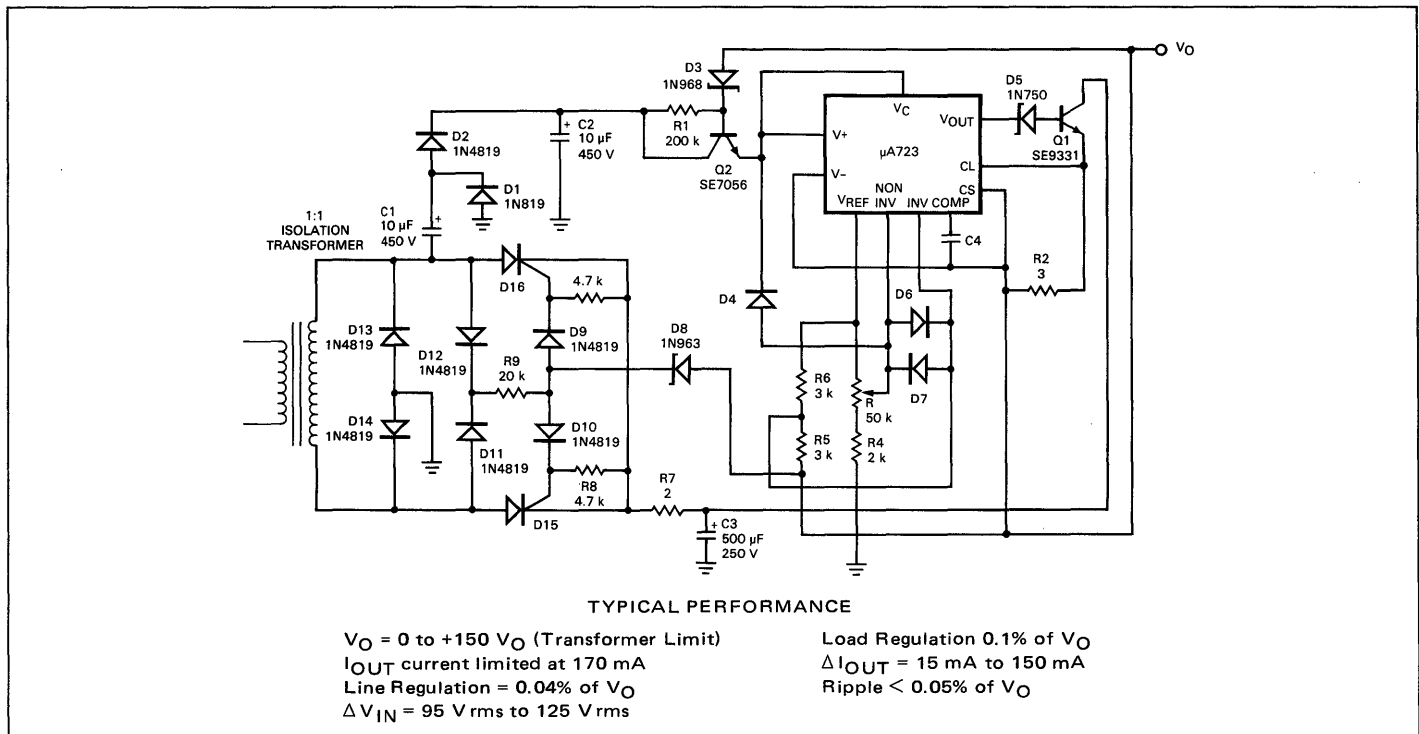 VO
D3
1N968
D5
1N750
VC
VOUT
V+
R1
200 k
C2
10 µF
450 V
+
D2
1N4819
µA723
Q1
SE9331
CL
V−
Q2
SE7056
NON
INV
CS
VREF
INV
COMP
D1
1N819
1:1
ISOLATION
TRANSFORMER
C1
10 µF
450 V
+
C4
R2
3
D16
4.7 k
D4
D6
D13
1N4819
D12
1N4819
D9
1N4819
D8
1N963
R9
20 k
R6
3 k
R
50 k
D7
D14
1N4819
D11
1N4819
D10
1N4819
R5
3 k
R4
2 k
R8
4.7 k
R7
2
D15
+
C3
500 µF
250 V
TYPICAL PERFORMANCE
VO = 0 to +150 VO (Transformer Limit)
IOUT current limited at 170 mA
Line Regulation = 0.04% of VO
Δ VIN = 95 V rms to 125 V rms
Load Regulation 0.1% of VO
Δ IOUT = 15 mA to 150 mA
Ripple < 0.05% of VO